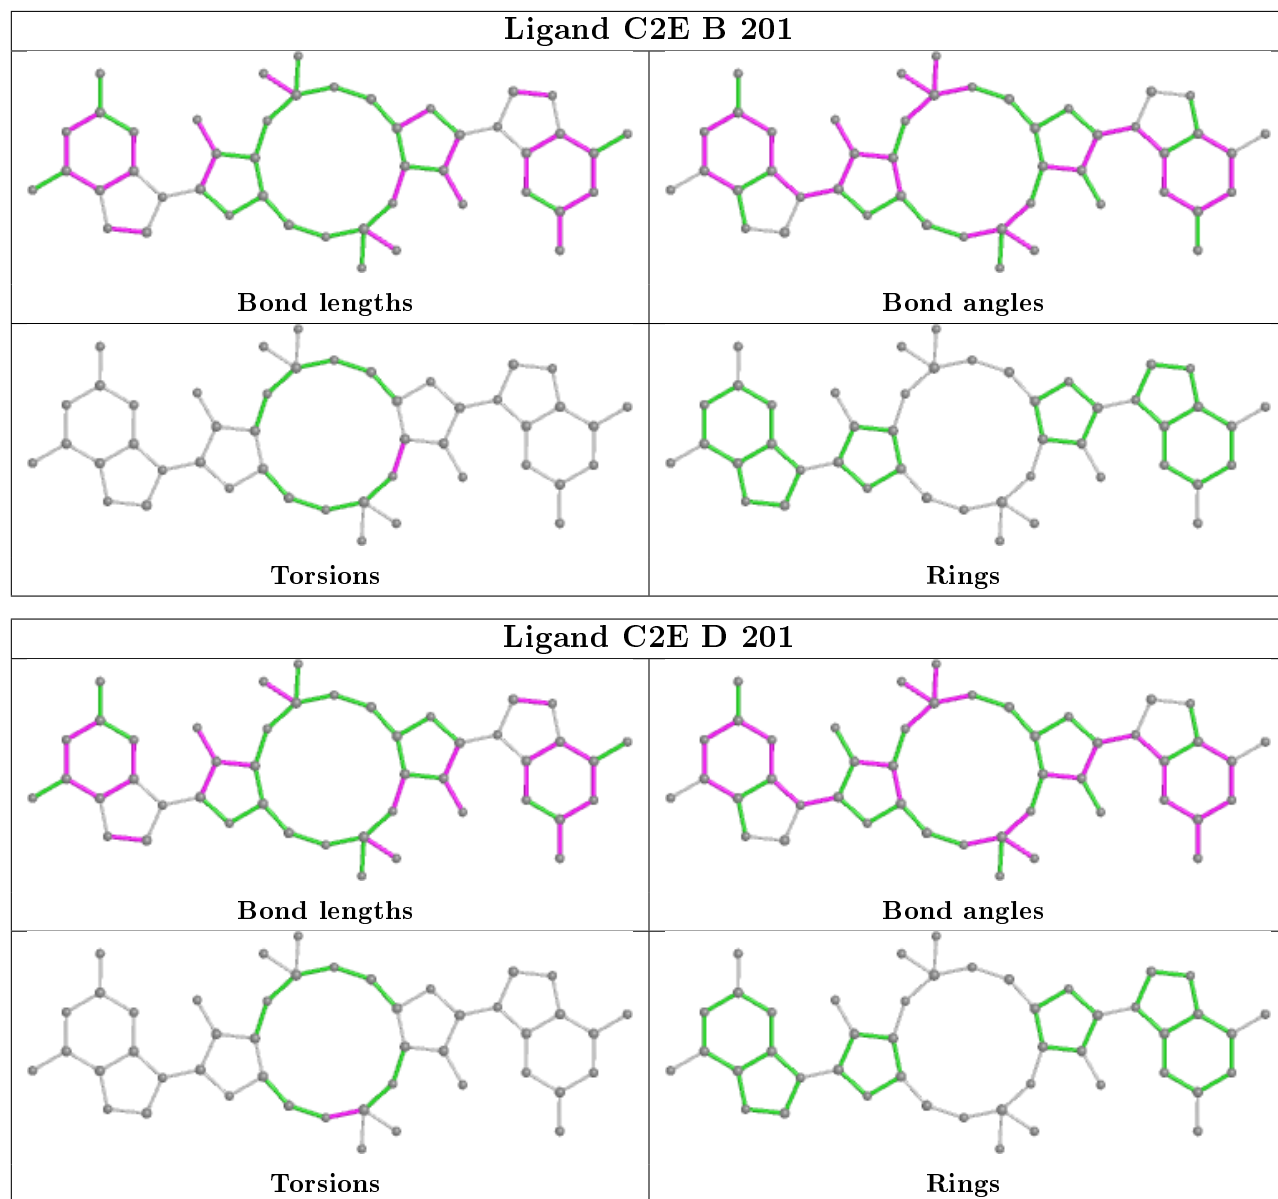 Ligand C2E B 201
Bond lengths
Bond angles
Torsions
Rings
Ligand C2E D 201
Bond lengths
Bond angles
Torsions
Rings